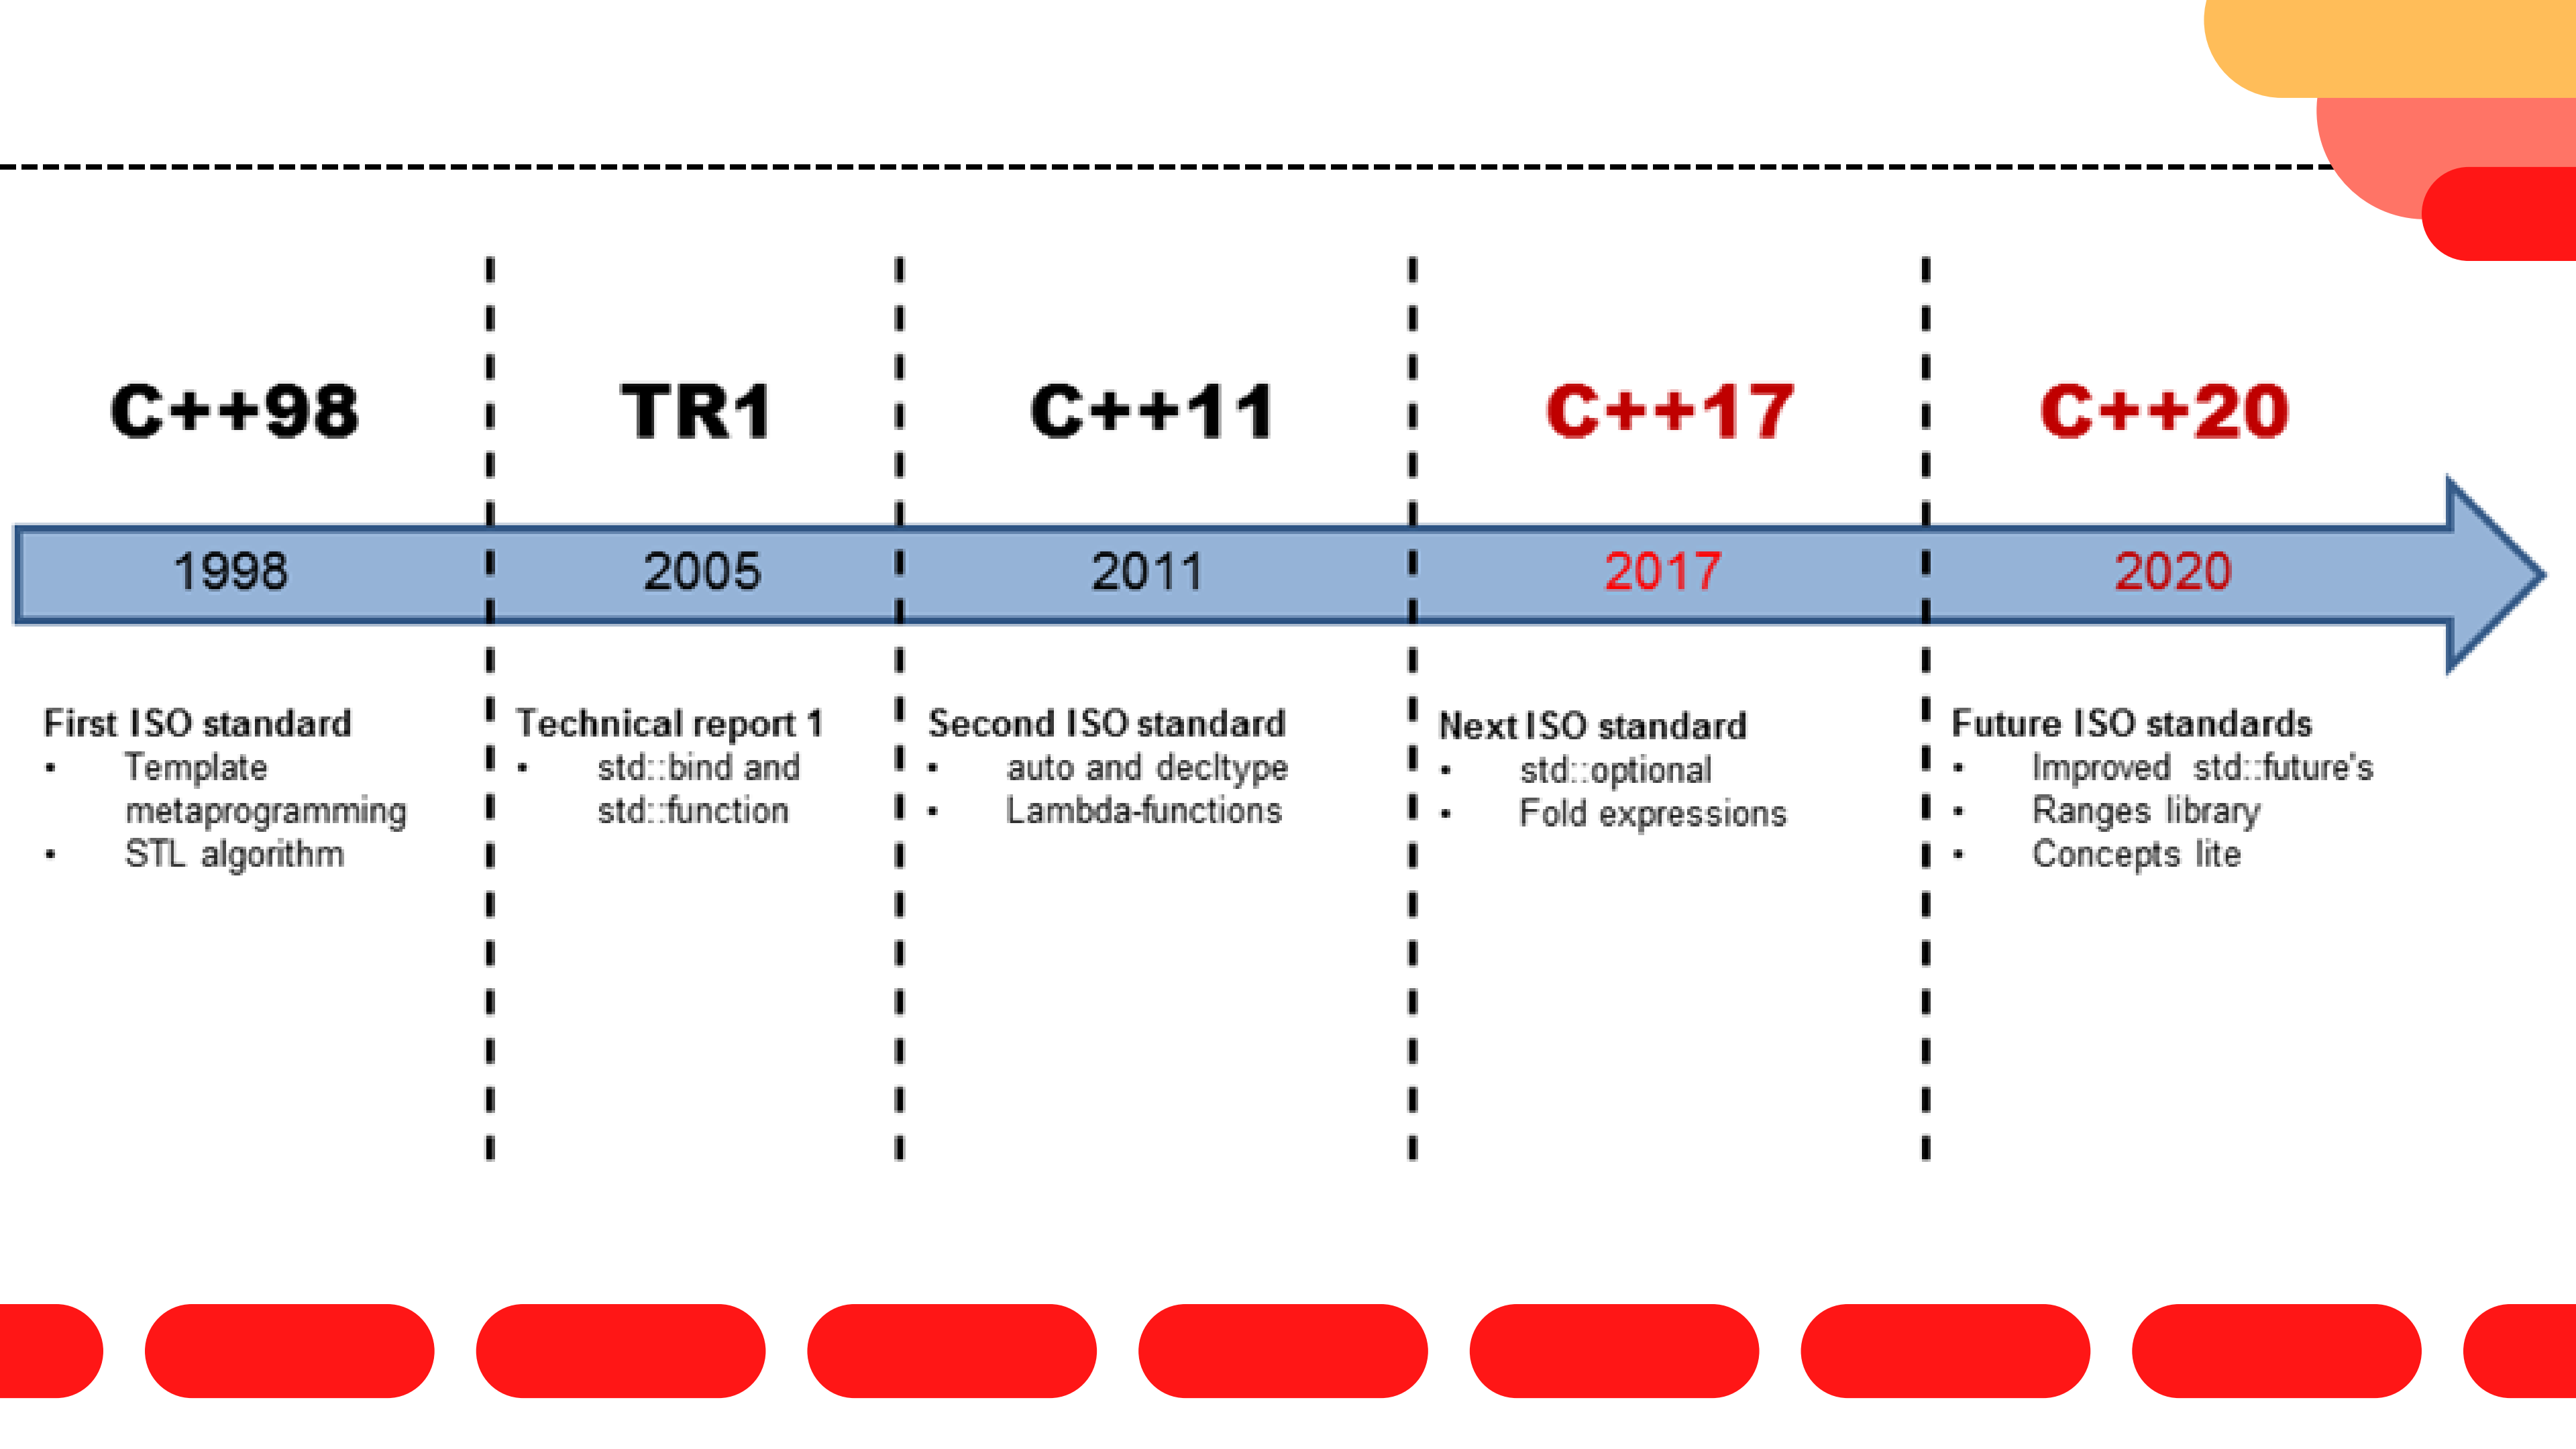 C++98
TR1
C++11
C++17
C++20
1998
2005
2011
2017
2020
First ISO standard
• Template
metaprogramming
• STL algorithm
Technical report 1
• std::bind and
std::function
Second ISO standard
• auto and decltype
• Lambda-functions
Next ISO standard
• std::optional
• Fold expressions
Future ISO standards
• Improved std::future's
• Ranges library
• Concepts lite